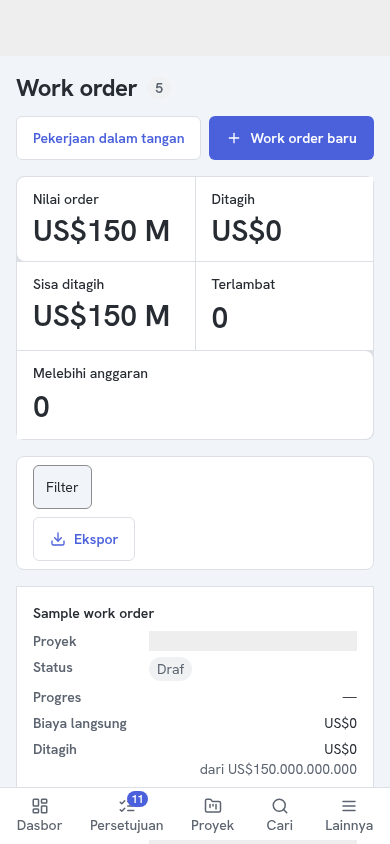 Work order 5
Pekerjaan dalam tangan
Work order baru
Nilai order
US$150 M
Ditagih
US$0
Sisa ditagih
US$150 M
Terlambat
0
Melebihi anggaran
0
Filter
Ekspor
Sample work order
Proyek
Status Draf
Progres —
Biaya langsung US$0
Ditagih US$0
dari US$150.000.000.000
11
Dasbor Persetujuan Proyek Cari Lainnya